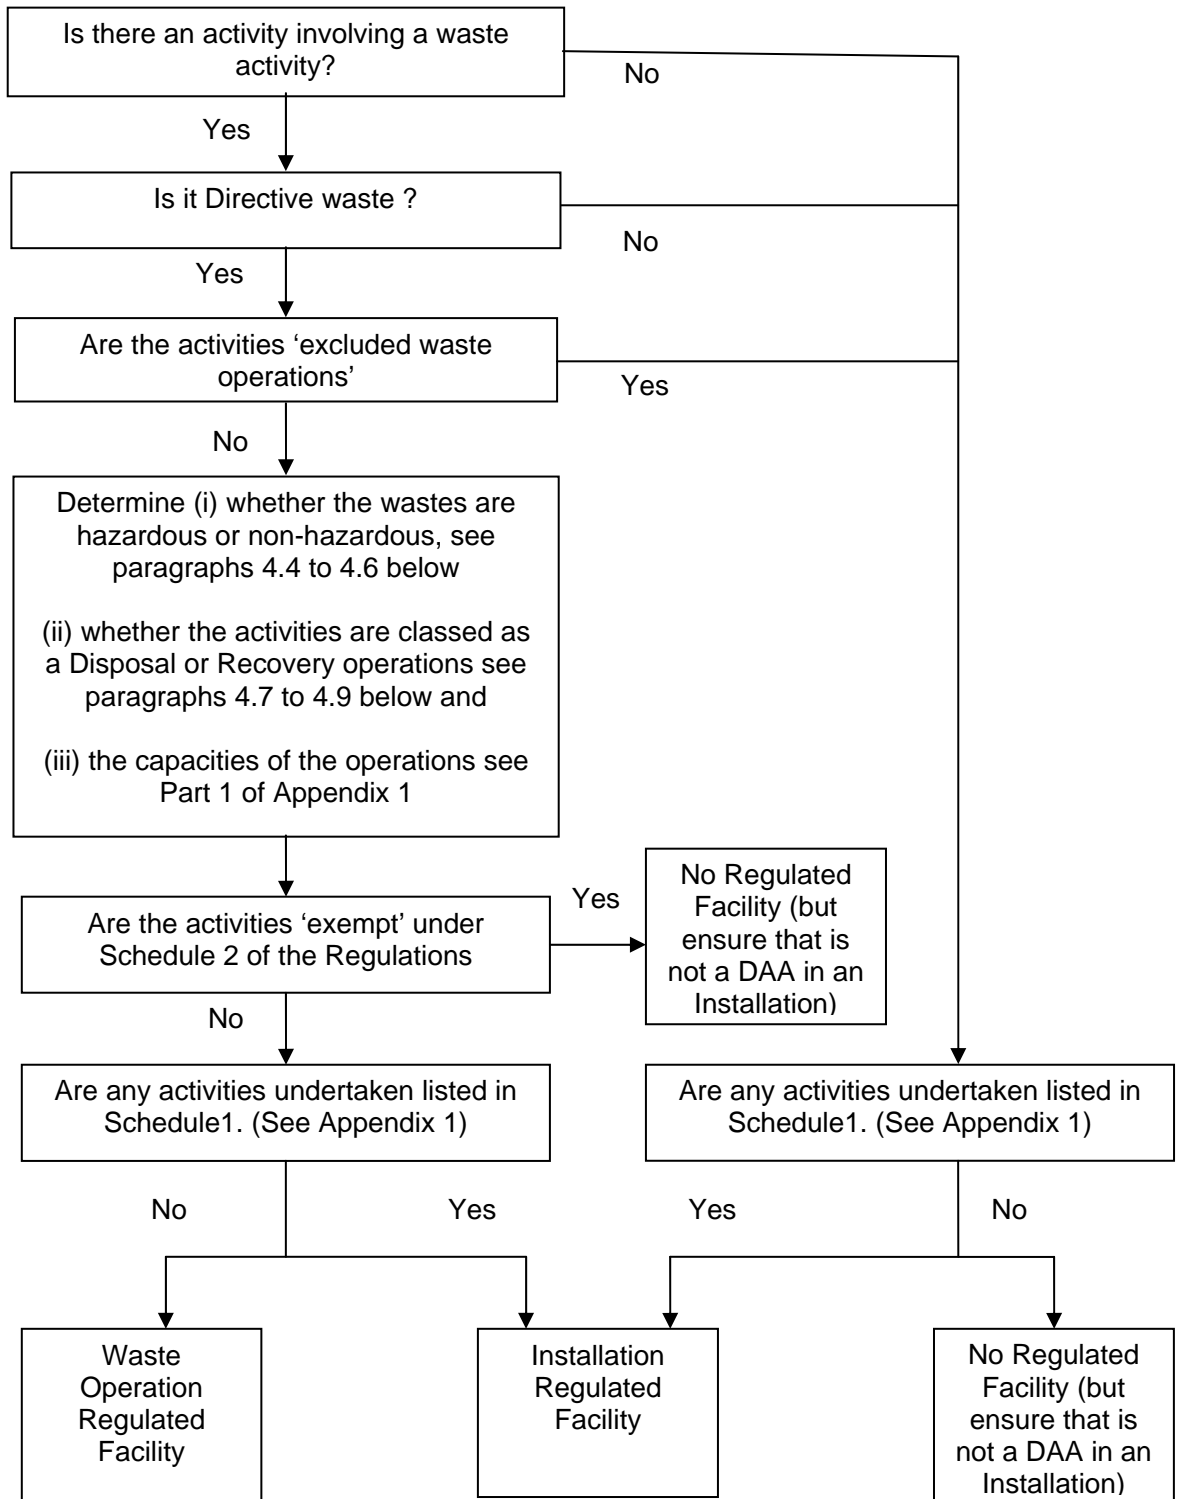 Is there an activity involving a waste
activity?
No
Yes
Is it Directive waste ?
No
Yes
Are the activities ‘excluded waste
operations’
Yes
No
Determine (i) whether the wastes are
hazardous or non-hazardous, see
paragraphs 4.4 to 4.6 below
(ii) whether the activities are classed as
a Disposal or Recovery operations see
paragraphs 4.7 to 4.9 below and
(iii) the capacities of the operations see
Part 1 of Appendix 1
Are the activities ‘exempt’ under
Schedule 2 of the Regulations
Yes
No Regulated
Facility (but
ensure that is
not a DAA in an
Installation)
No
Are any activities undertaken listed in
Schedule1. (See Appendix 1)
Are any activities undertaken listed in
Schedule1. (See Appendix 1)
No
Yes
Yes
No
Waste
Operation
Regulated
Facility
Installation
Regulated
Facility
No Regulated
Facility (but
ensure that is
not a DAA in an
Installation)